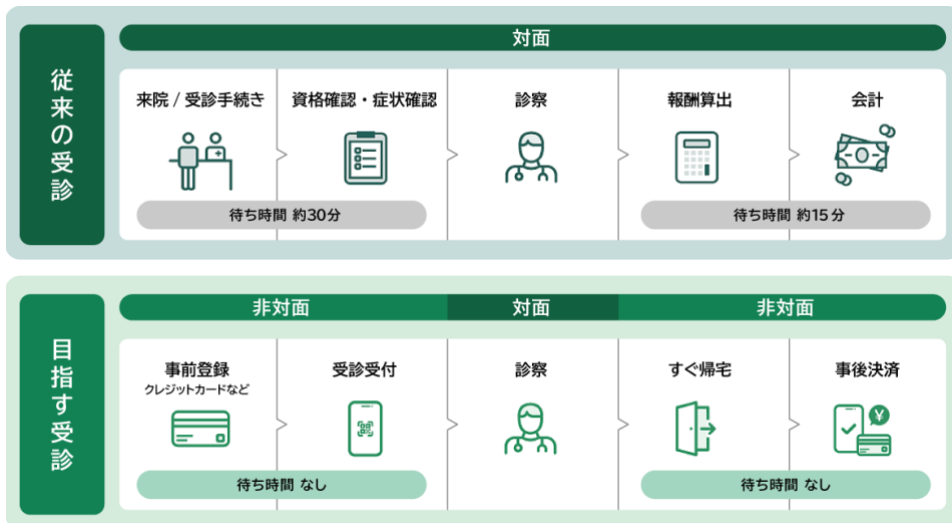 従来の受診
対面
来院 / 受診手続き
資格確認・症状確認
診察
報酬算出
会計
待ち時間 約30分
待ち時間 約15分
目指す受診
非対面
対面
非対面
事前登録
クレジットカードなど
受診受付
診察
すぐ帰宅
事後決済
¥
待ち時間 なし
待ち時間 なし